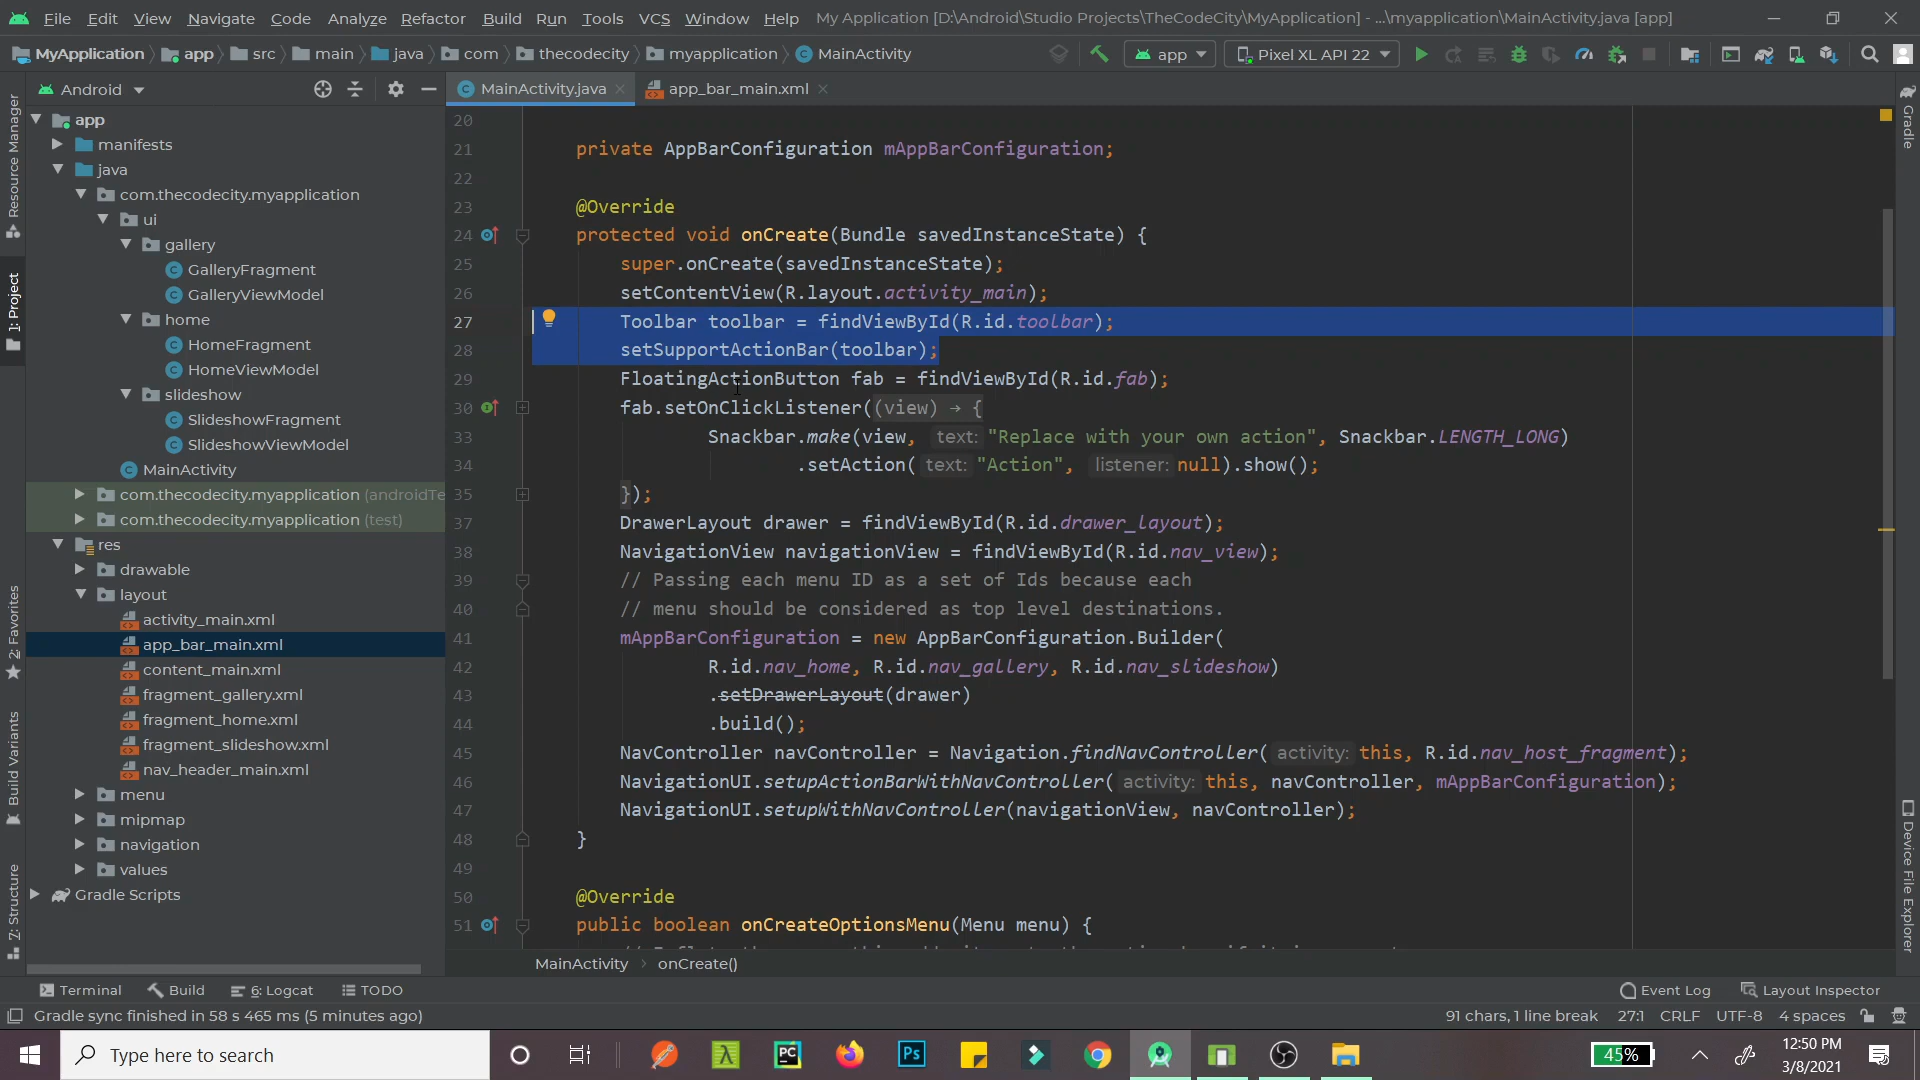 File Edit View Navigate Code Analyze Refactor Build Run Tools VCS Window Help My Application [D:\Android\Studio Projects\TheCodeCity\MyApplication] - ...\myapplication\MainActivity.java [app]
MyApplication app src main java com thecodecity myapplication MainActivity app Pixel XL API 22
Android
MainActivity.java
app_bar_main.xml
Resource Manager
1: Project
2: Favorites
Build Variants
Z: Structure
app
manifests
java
com.thecodecity.myapplication
ui
gallery
GalleryFragment
GalleryViewModel
home
HomeFragment
HomeViewModel
slideshow
SlideshowFragment
SlideshowViewModel
MainActivity
com.thecodecity.myapplication (androidTe
com.thecodecity.myapplication (test)
res
drawable
layout
activity_main.xml
app_bar_main.xml
content_main.xml
fragment_gallery.xml
fragment_home.xml
fragment_slideshow.xml
nav_header_main.xml
menu
mipmap
navigation
values
Gradle Scripts
20
21 private AppBarConfiguration mAppBarConfiguration;
22
23 @Override
24 protected void onCreate(Bundle savedInstanceState) {
25 super.onCreate(savedInstanceState);
26 setContentView(R.layout.activity_main);
27 Toolbar toolbar = findViewById(R.id.toolbar);
28 setSupportActionBar(toolbar);
29 FloatingActionButton fab = findViewById(R.id.fab);
30 fab.setOnClickListener((view) → {
33 Snackbar.make(view, text: "Replace with your own action", Snackbar.LENGTH_LONG)
34 .setAction( text: "Action", listener: null).show();
35 });
37 DrawerLayout drawer = findViewById(R.id.drawer_layout);
38 NavigationView navigationView = findViewById(R.id.nav_view);
39 // Passing each menu ID as a set of Ids because each
40 // menu should be considered as top level destinations.
41 mAppBarConfiguration = new AppBarConfiguration.Builder(
42 R.id.nav_home, R.id.nav_gallery, R.id.nav_slideshow)
43 .setDrawerLayout(drawer)
44 .build();
45 NavController navController = Navigation.findNavController( activity: this, R.id.nav_host_fragment);
46 NavigationUI.setupActionBarWithNavController( activity: this, navController, mAppBarConfiguration);
47 NavigationUI.setupWithNavController(navigationView, navController);
48 }
49
50 @Override
51 public boolean onCreateOptionsMenu(Menu menu) {
MainActivity onCreate()
Gradle
Device File Explorer
Terminal Build 6: Logcat TODO Event Log Layout Inspector
Gradle sync finished in 58 s 465 ms (5 minutes ago) 91 chars, 1 line break 27:1 CRLF UTF-8 4 spaces
Type here to search
PC
Ps
45%
12:50 PM
3/8/2021